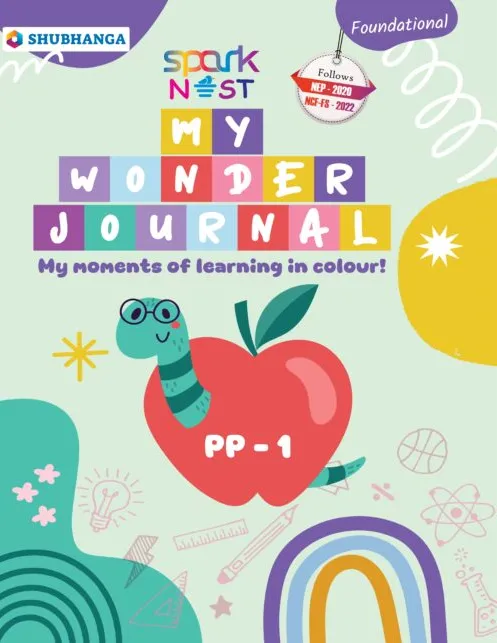 SHUBHANGA
Foundational
spark
NEST
Follows
NEP - 2020
NCF-FS - 2022
MY
WONDER
JOURNAL
My moments of learning in colour!
PP - 1